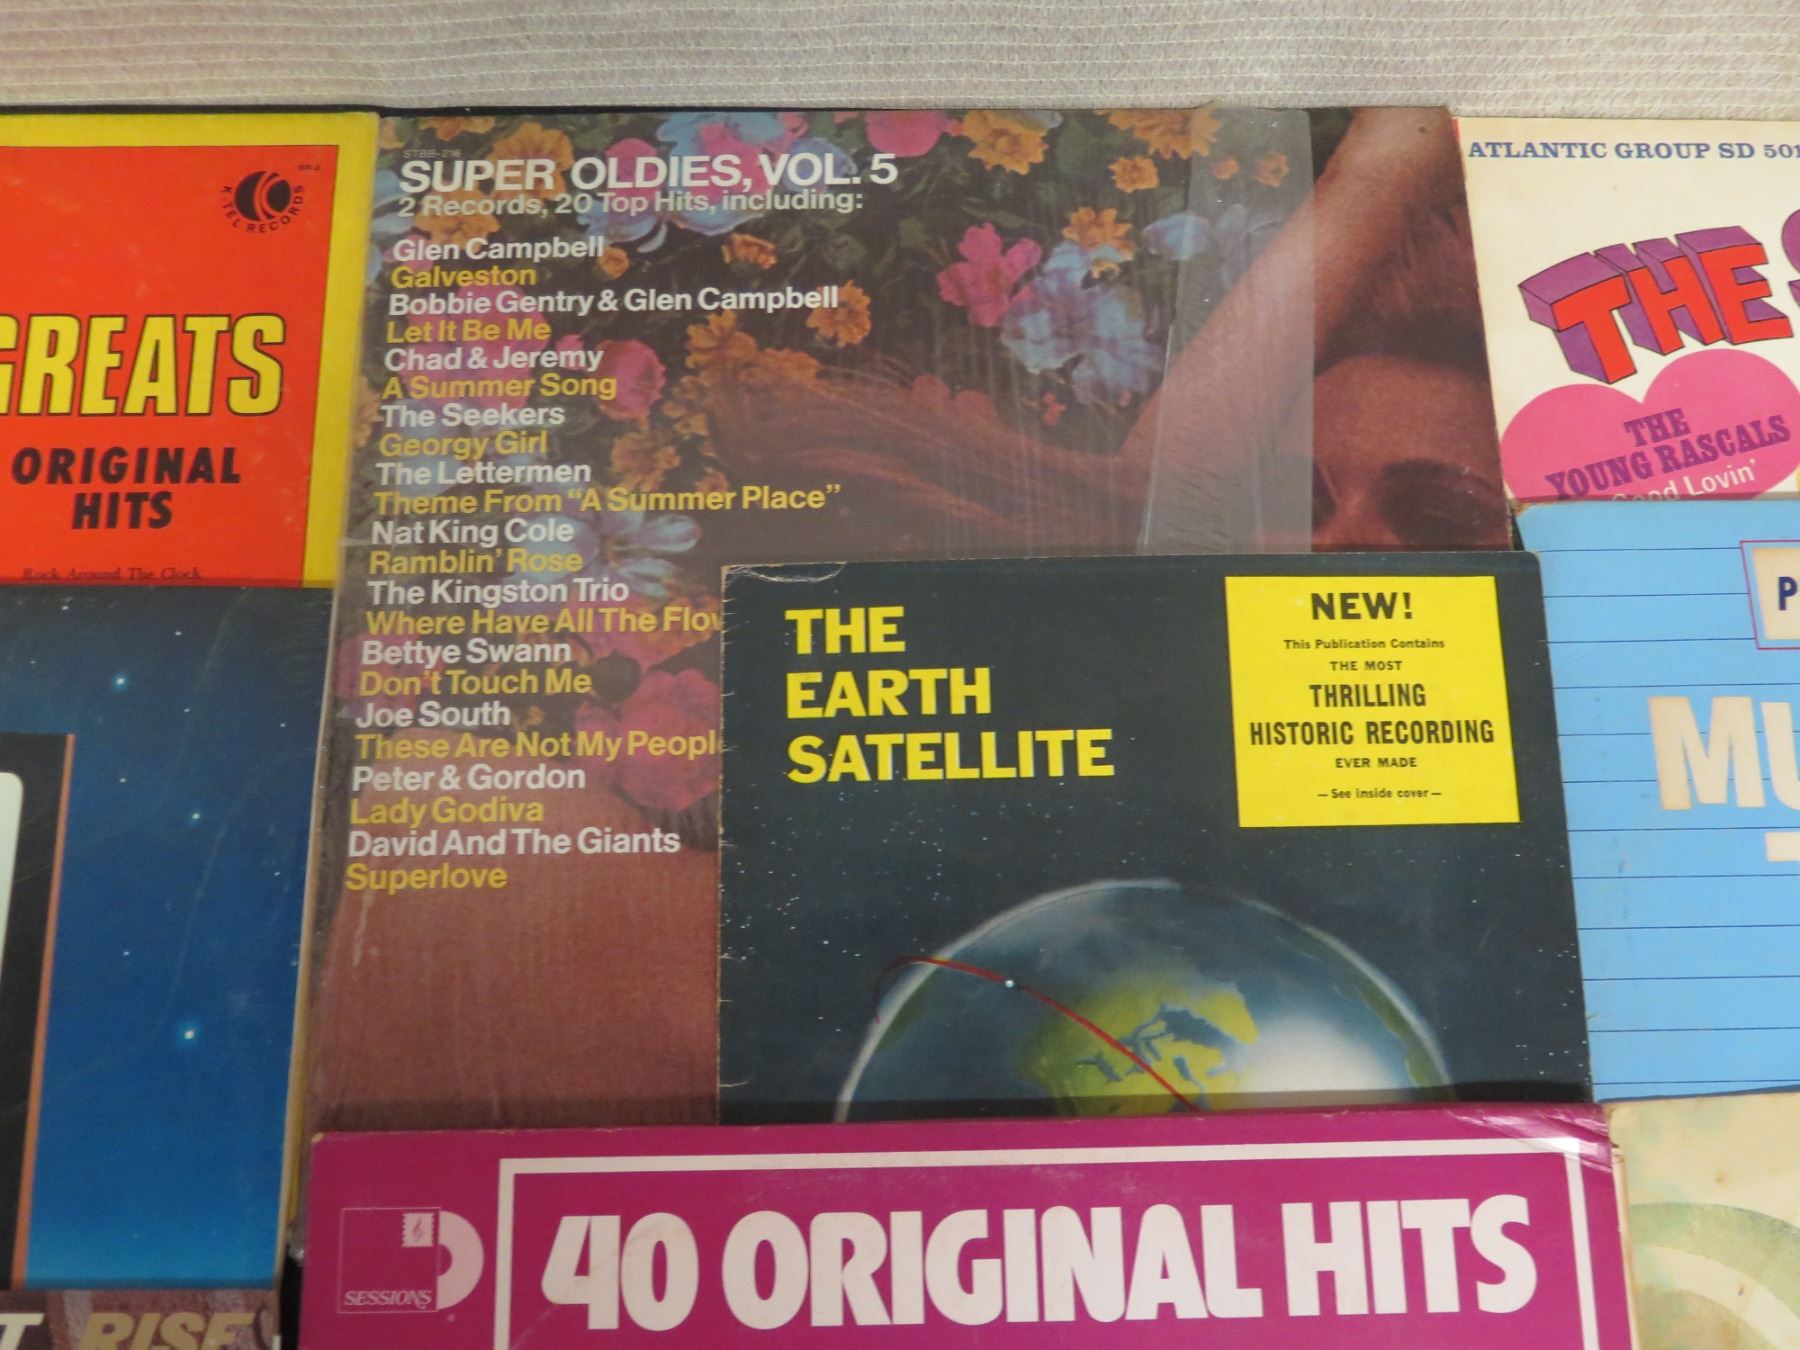 K-TEL RECORDS
GREATS
ORIGINAL
HITS
Rock Around The Clock
STBB-216
SUPER OLDIES, VOL. 5
2 Records, 20 Top Hits, including:
Glen Campbell
Galveston
Bobbie Gentry & Glen Campbell
Let It Be Me
Chad & Jeremy
A Summer Song
The Seekers
Georgy Girl
The Lettermen
Theme From “A Summer Place”
Nat King Cole
Ramblin’ Rose
The Kingston Trio
Where Have All The Flow
Bettye Swann
Don’t Touch Me
Joe South
These Are Not My People
Peter & Gordon
Lady Godiva
David And The Giants
Superlove
ATLANTIC GROUP SD 501
THE S
THE
YOUNG RASCALS
Good Lovin’
THE
EARTH
SATELLITE
NEW!
This Publication Contains
THE MOST
THRILLING
HISTORIC RECORDING
EVER MADE
— See inside cover —
P
MU
T RISE
SESSIONS
40 ORIGINAL HITS